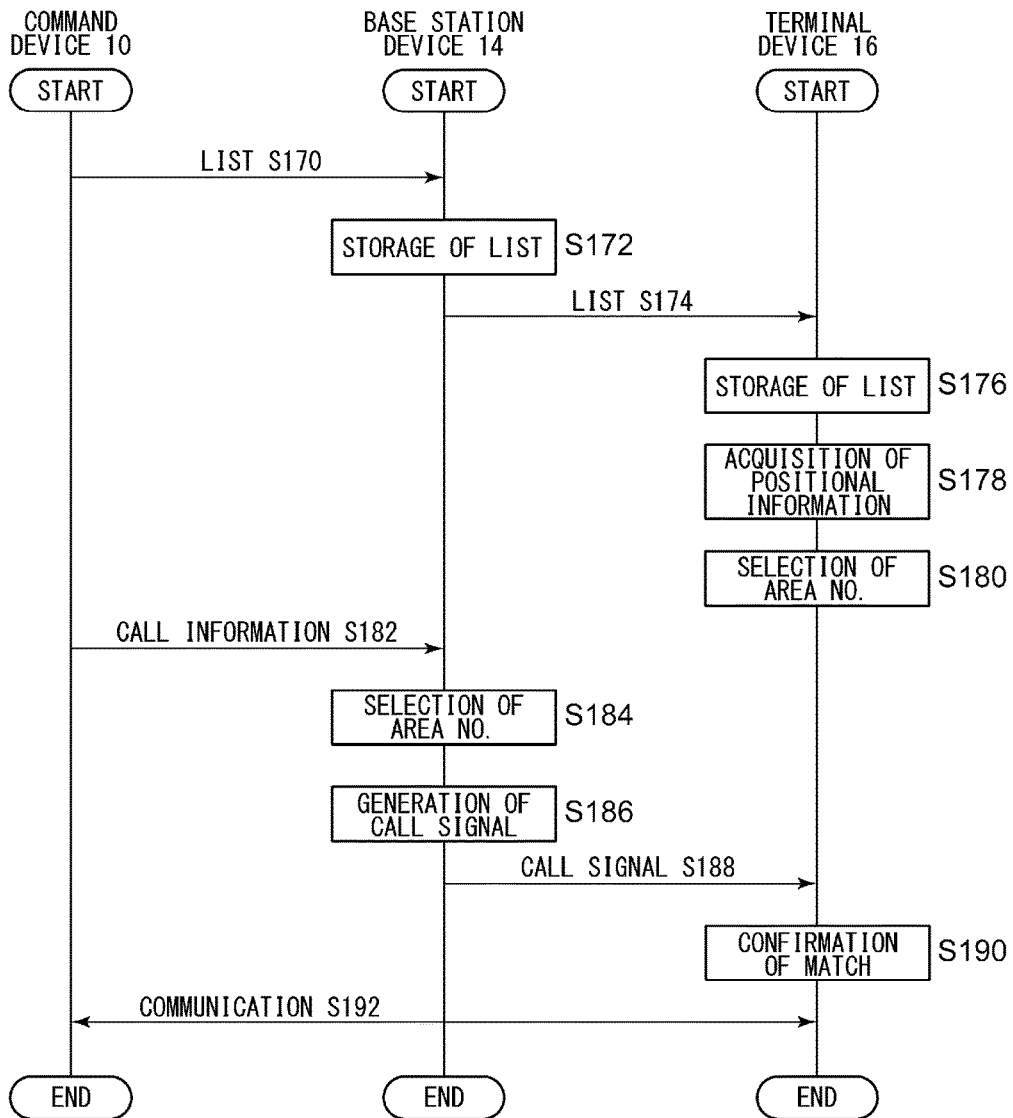 COMMAND
DEVICE 10
BASE STATION
DEVICE 14
TERMINAL
DEVICE 16
START
START
START
LIST S170
STORAGE OF LIST
S172
LIST S174
STORAGE OF LIST
S176
ACQUISITION OF
POSITIONAL
INFORMATION
S178
SELECTION OF
AREA NO.
S180
CALL INFORMATION S182
SELECTION OF
AREA NO.
S184
GENERATION OF
CALL SIGNAL
S186
CALL SIGNAL S188
CONFIRMATION
OF MATCH
S190
COMMUNICATION S192
END
END
END